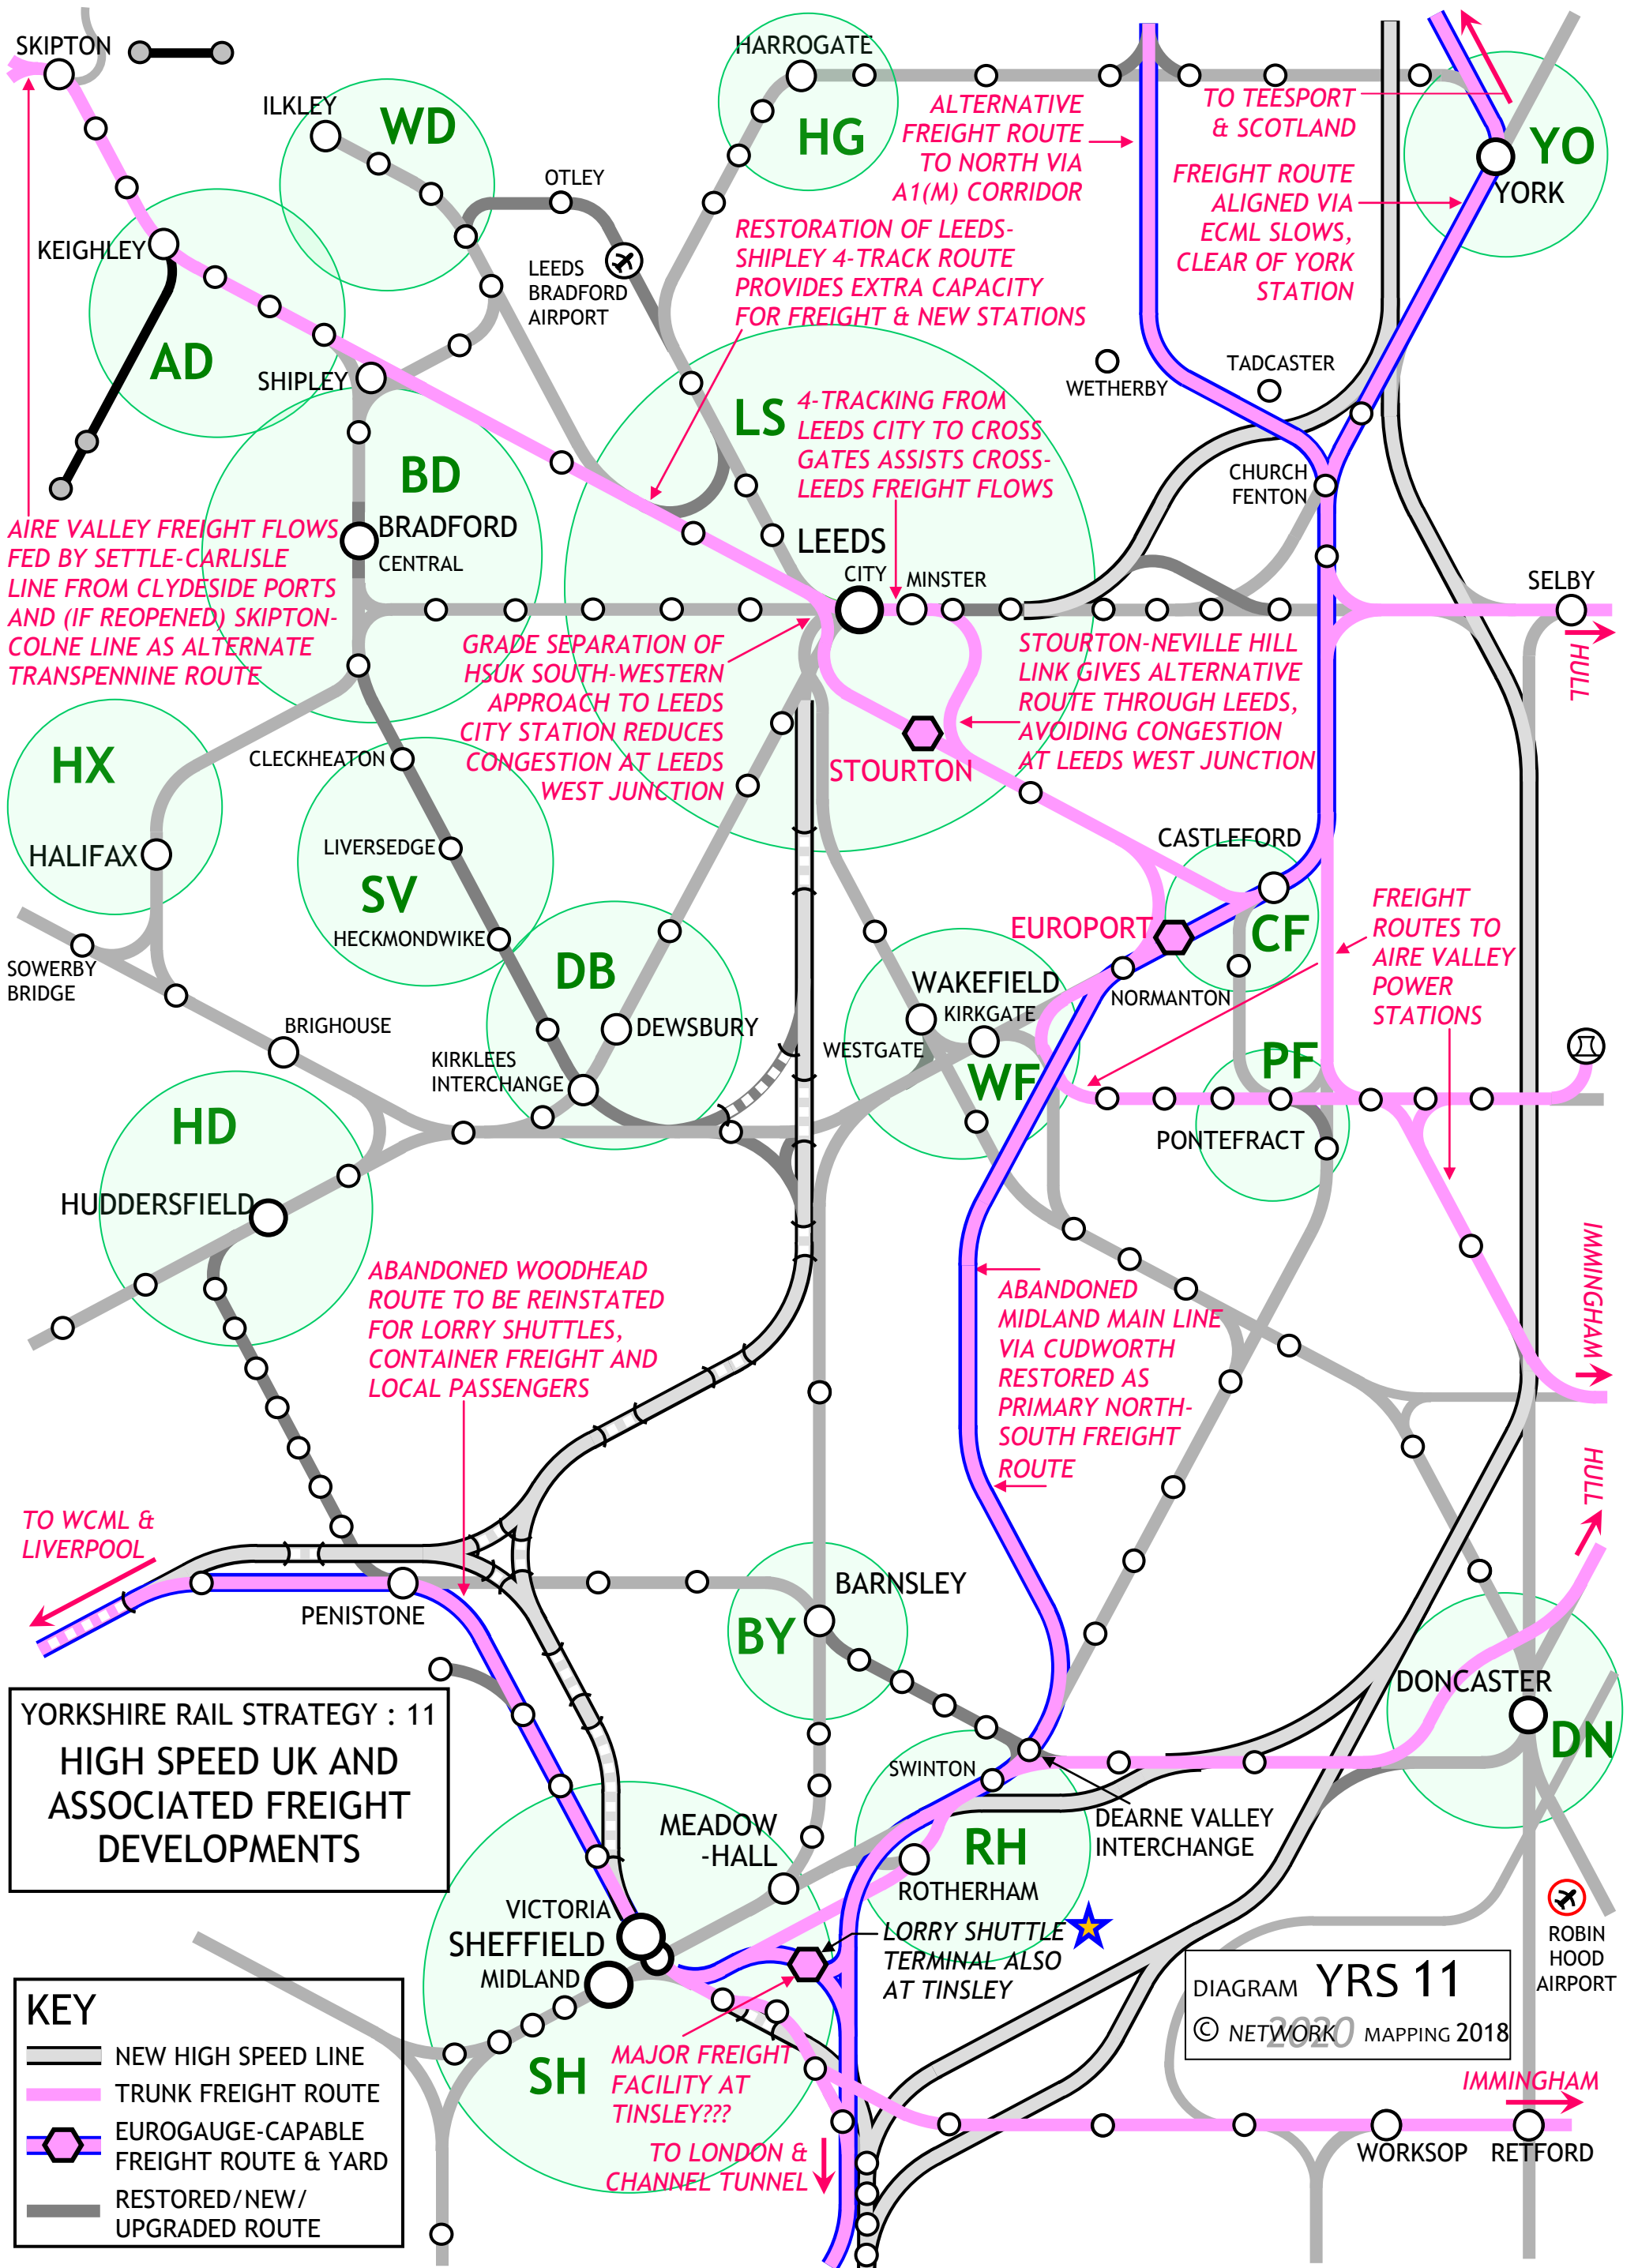 SKIPTON
HARROGATE
ILKLEY
WD
HG
ALTERNATIVE
FREIGHT ROUTE
TO NORTH VIA
A1(M) CORRIDOR
TO TEESPORT
& SCOTLAND
YO
YORK
FREIGHT ROUTE
ALIGNED VIA
ECML SLOWS,
CLEAR OF YORK
STATION
OTLEY
KEIGHLEY
LEEDS
BRADFORD
AIRPORT
RESTORATION OF LEEDS-
SHIPLEY 4-TRACK ROUTE
PROVIDES EXTRA CAPACITY
FOR FREIGHT & NEW STATIONS
AD
SHIPLEY
WETHERBY
TADCASTER
LS
4-TRACKING FROM
LEEDS CITY TO CROSS
GATES ASSISTS CROSS-
LEEDS FREIGHT FLOWS
CHURCH
FENTON
BD
BRADFORD
CENTRAL
AIRE VALLEY FREIGHT FLOWS
FED BY SETTLE-CARLISLE
LINE FROM CLYDESIDE PORTS
AND (IF REOPENED) SKIPTON-
COLNE LINE AS ALTERNATE
TRANSPENNINE ROUTE
LEEDS
CITY
MINSTER
SELBY
HULL
GRADE SEPARATION OF
HSUK SOUTH-WESTERN
APPROACH TO LEEDS
CITY STATION REDUCES
CONGESTION AT LEEDS
WEST JUNCTION
STOURTON-NEVILLE HILL
LINK GIVES ALTERNATIVE
ROUTE THROUGH LEEDS,
AVOIDING CONGESTION
AT LEEDS WEST JUNCTION
STOURTON
HX
HALIFAX
CLECKHEATON
LIVERSEDGE
SV
HECKMONDWIKE
CASTLEFORD
EUROPORT
CF
FREIGHT
ROUTES TO
AIRE VALLEY
POWER
STATIONS
SOWERBY
BRIDGE
DB
DEWSBURY
BRIGHOUSE
KIRKLEES
INTERCHANGE
WAKEFIELD
KIRKGATE
WESTGATE
WF
NORMANTON
PF
PONTEFRACT
HD
HUDDERSFIELD
ABANDONED WOODHEAD
ROUTE TO BE REINSTATED
FOR LORRY SHUTTLES,
CONTAINER FREIGHT AND
LOCAL PASSENGERS
ABANDONED
MIDLAND MAIN LINE
VIA CUDWORTH
RESTORED AS
PRIMARY NORTH-
SOUTH FREIGHT
ROUTE
IMMINGHAM
HULL
TO WCML &
LIVERPOOL
PENISTONE
BARNSLEY
BY
DONCASTER
DN
YORKSHIRE RAIL STRATEGY : 11
HIGH SPEED UK AND
ASSOCIATED FREIGHT
DEVELOPMENTS
SWINTON
DEARNE VALLEY
INTERCHANGE
MEADOW
-HALL
RH
ROTHERHAM
VICTORIA
SHEFFIELD
MIDLAND
LORRY SHUTTLE
TERMINAL ALSO
AT TINSLEY
ROBIN
HOOD
AIRPORT
DIAGRAM YRS 11
© NETWORK 2020 MAPPING 2018
SH
MAJOR FREIGHT
FACILITY AT
TINSLEY???
TO LONDON &
CHANNEL TUNNEL
IMMINGHAM
WORKSOP
RETFORD
KEY
NEW HIGH SPEED LINE
TRUNK FREIGHT ROUTE
EUROGAUGE-CAPABLE
FREIGHT ROUTE & YARD
RESTORED/NEW/
UPGRADED ROUTE